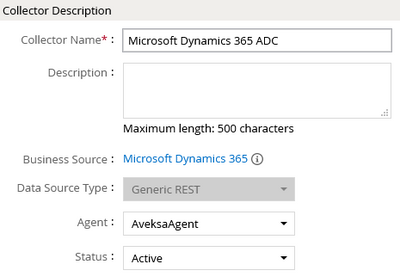 Collector Description
Collector Name* : Microsoft Dynamics 365 ADC
Description :
Maximum length: 500 characters
Business Source : Microsoft Dynamics 365
Data Source Type : Generic REST
Agent : AveksaAgent
Status : Active